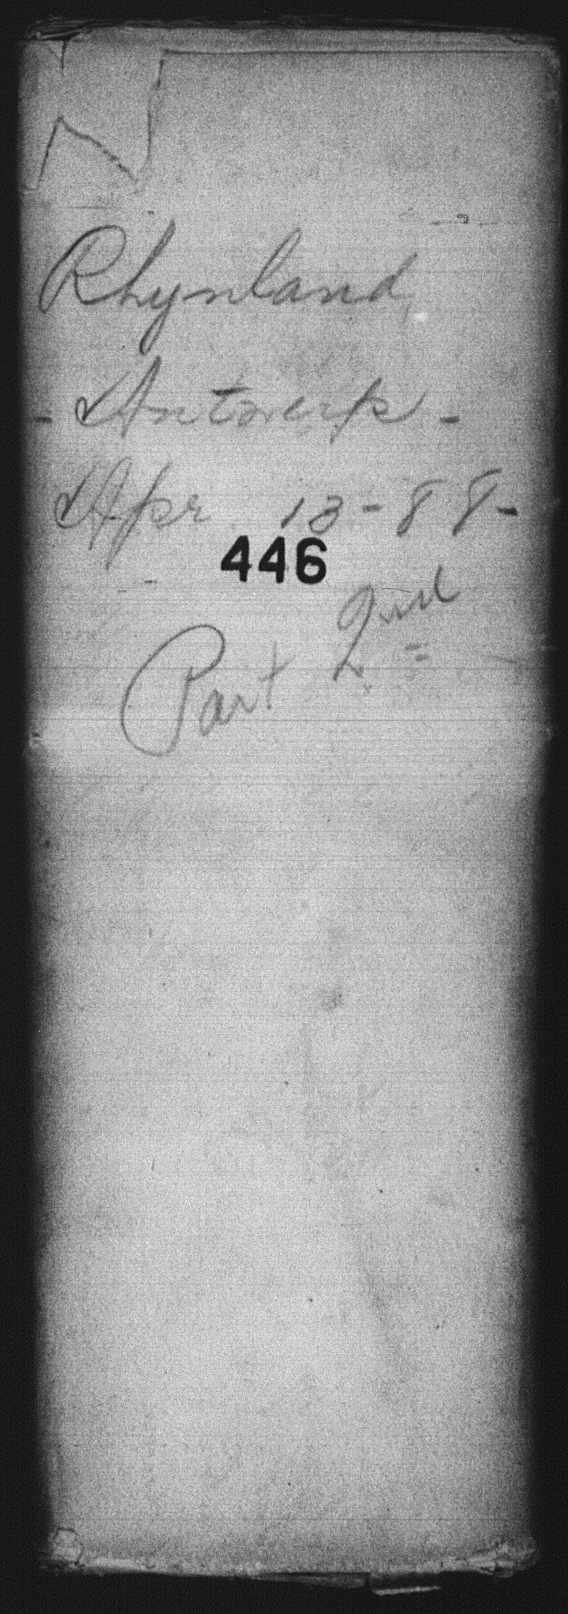 Rhynland
- Antwerp -
Apr 13 - 88 -
446
Part 2nd